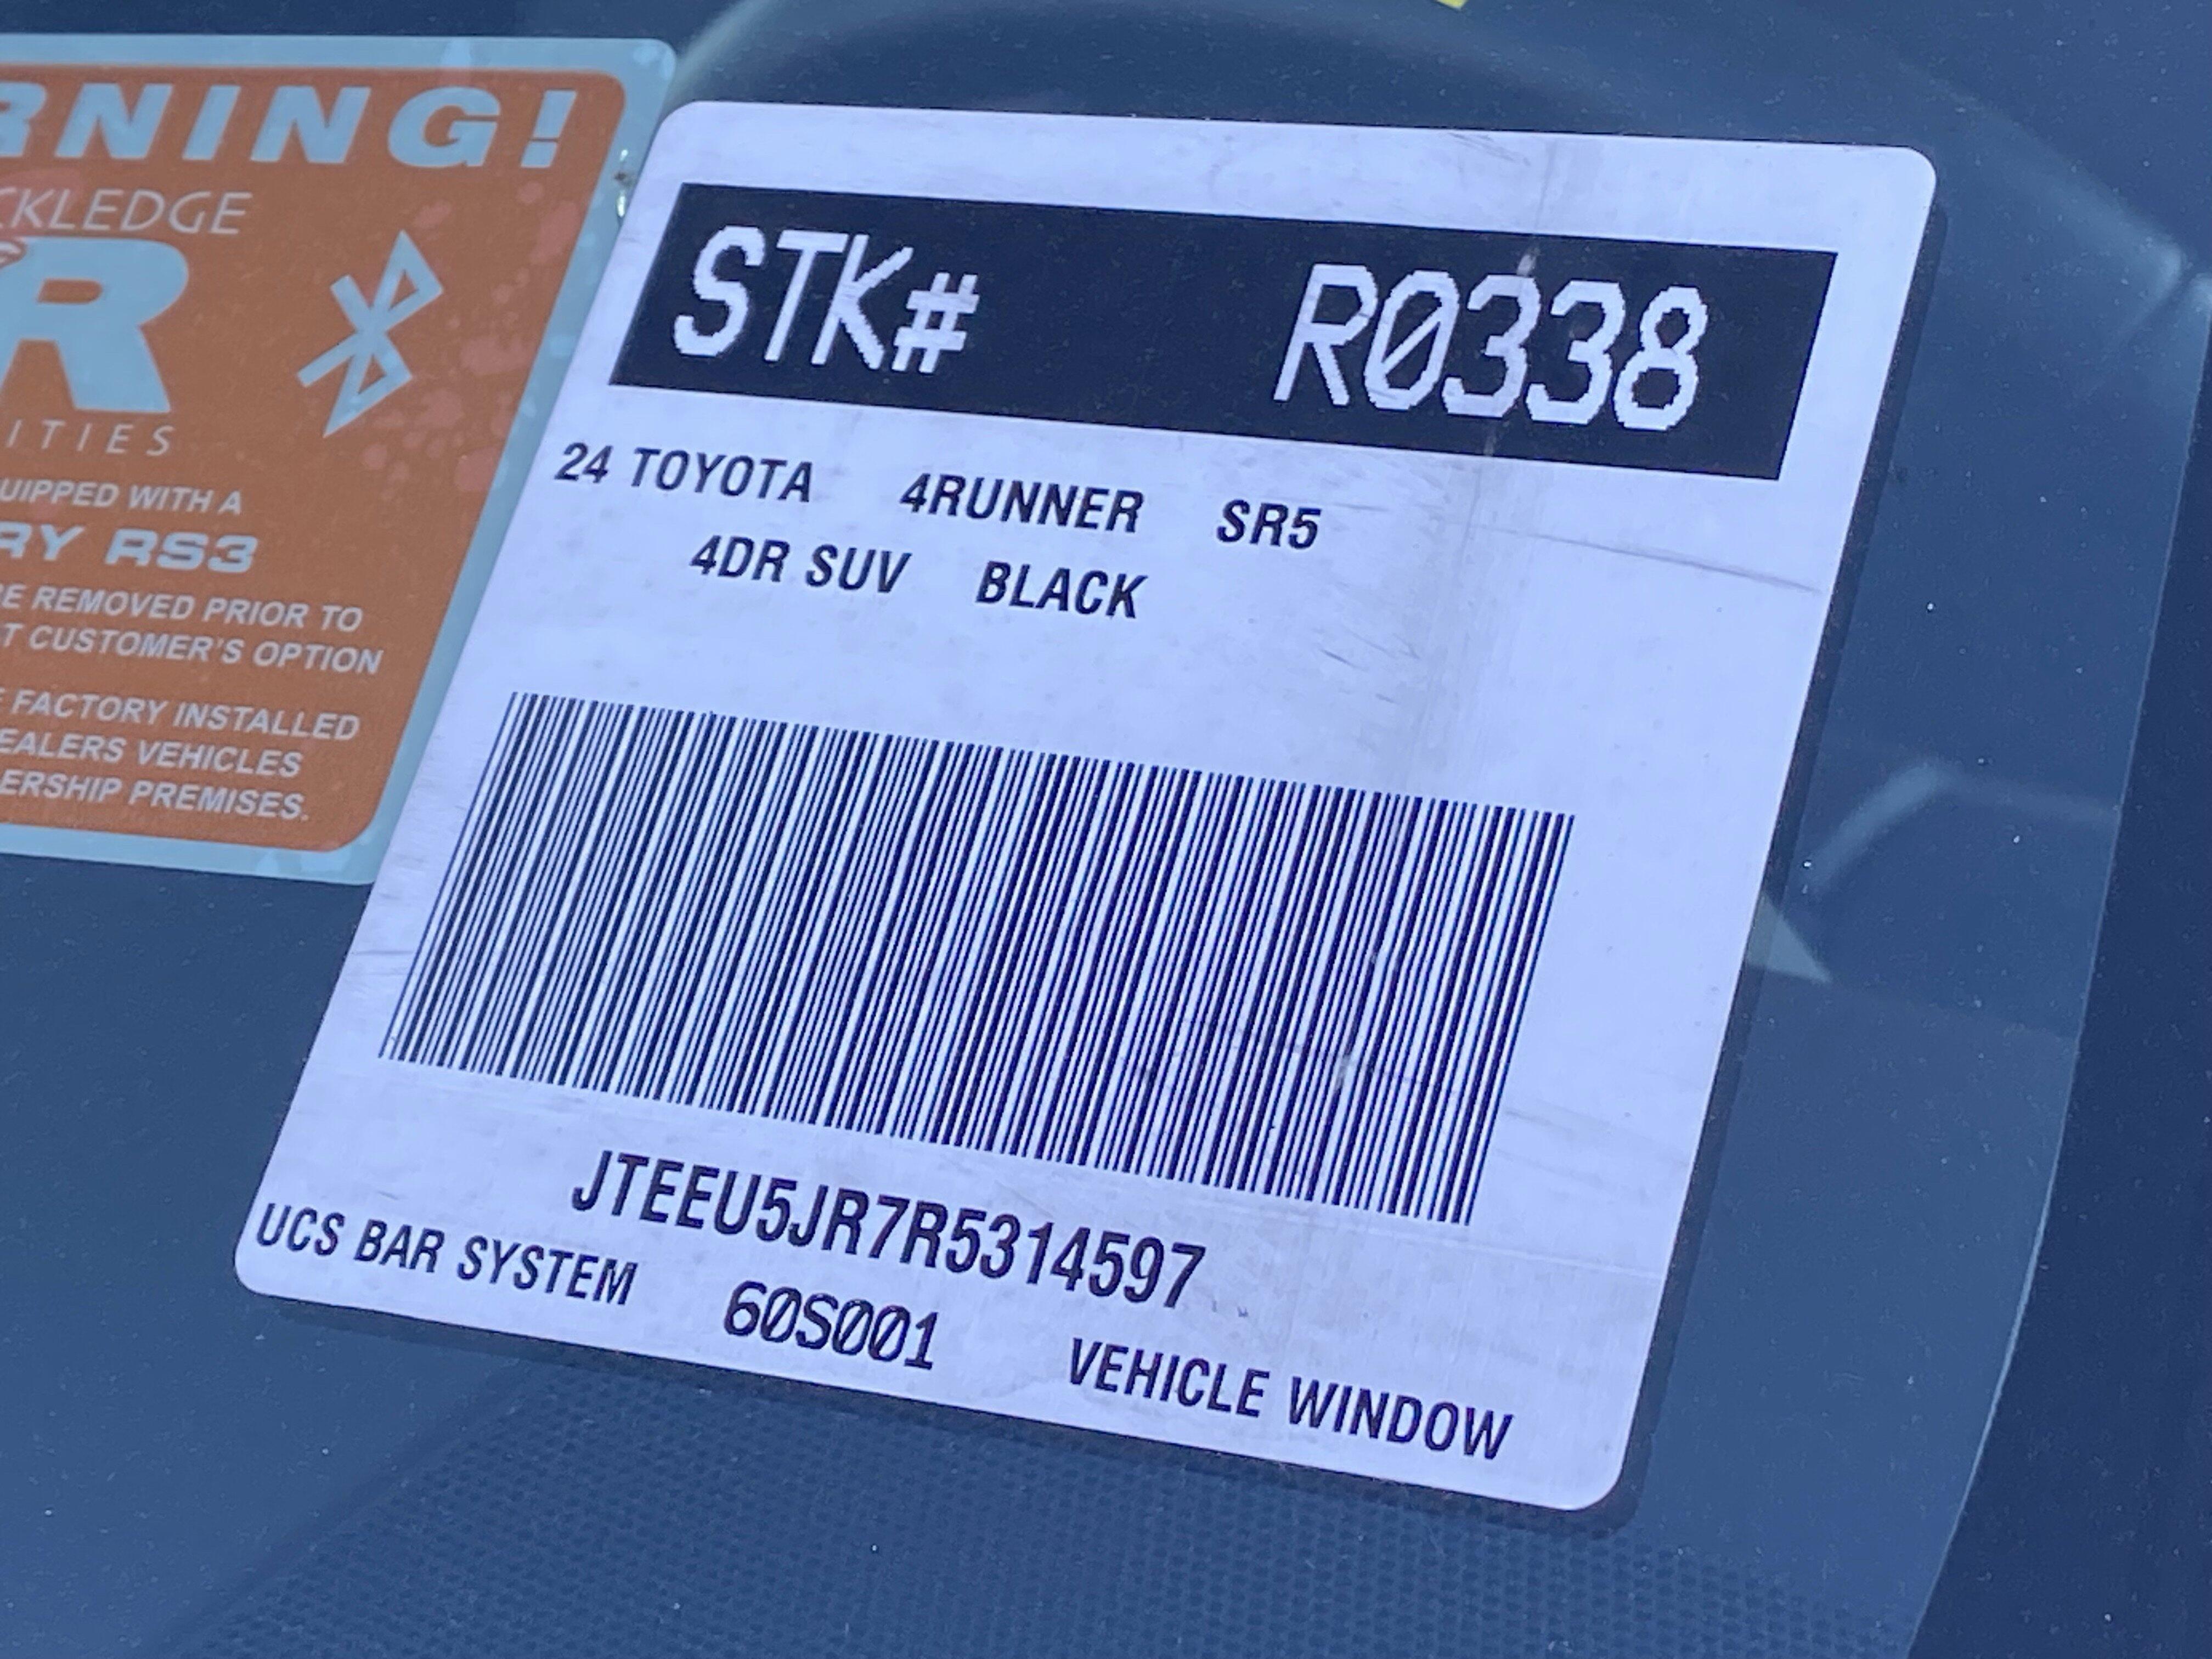 RNING!
CKLEDGE
R
ITIES
UIPPED WITH A
RY RS3
E REMOVED PRIOR TO
T CUSTOMER'S OPTION
E FACTORY INSTALLED
EALERS VEHICLES
ERSHIP PREMISES.
STK# R0338
24 TOYOTA 4RUNNER SR5
4DR SUV BLACK
JTEEU5JR7R5314597
UCS BAR SYSTEM 60S001 VEHICLE WINDOW